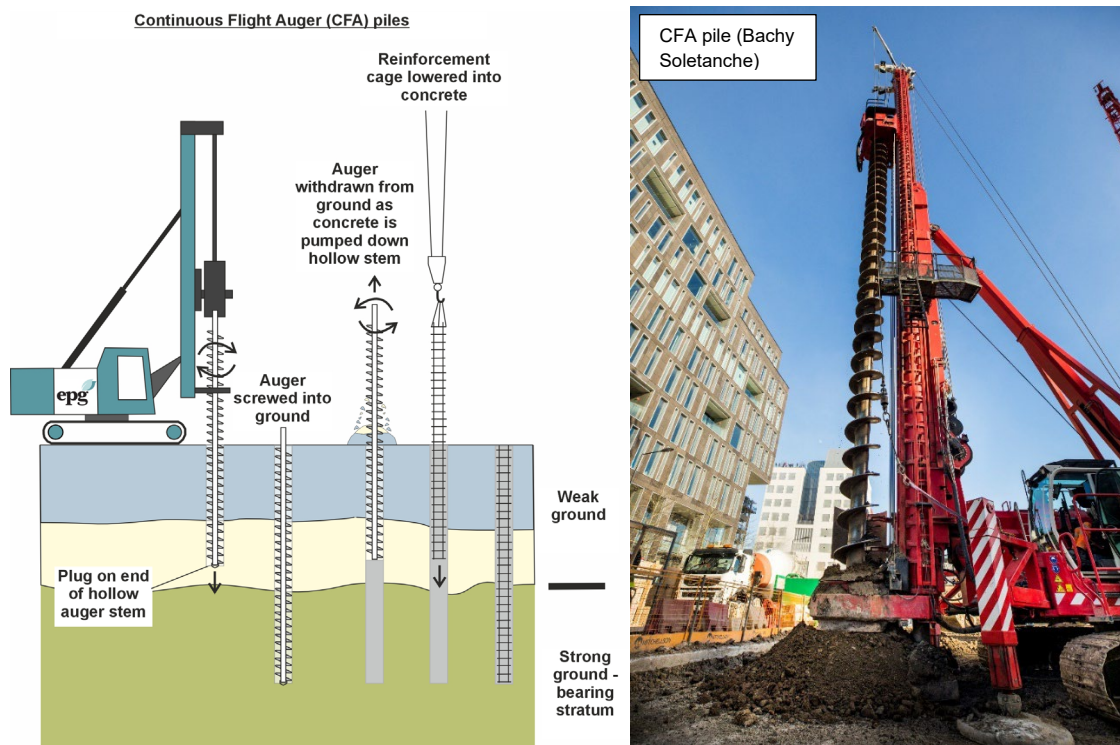 Continuous Flight Auger (CFA) piles
Reinforcement
cage lowered into
concrete
Auger
withdrawn from
ground as
concrete is
pumped down
hollow stem
epg
Auger
screwed into
ground
Plug on end
of hollow
auger stem
Weak
ground
Strong
ground -
bearing
stratum
CFA pile (Bachy
Soletanche)